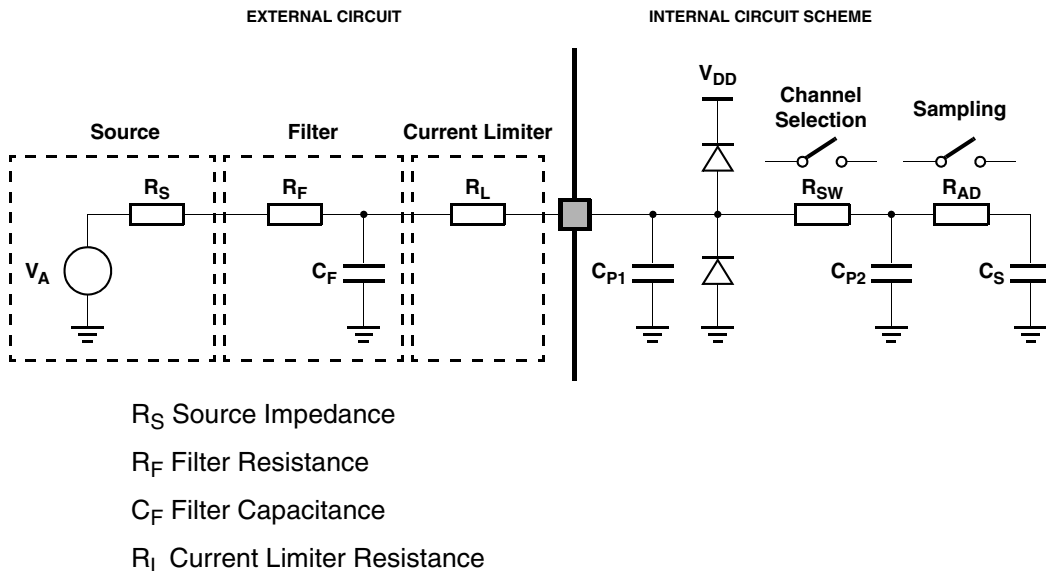 EXTERNAL CIRCUIT
INTERNAL CIRCUIT SCHEME
VDD
Channel
Selection
Sampling
Source
Filter
Current Limiter
RS
RF
RL
RSW
RAD
VA
CF
CP1
CP2
CS
RS Source Impedance
RF Filter Resistance
CF Filter Capacitance
RL Current Limiter Resistance